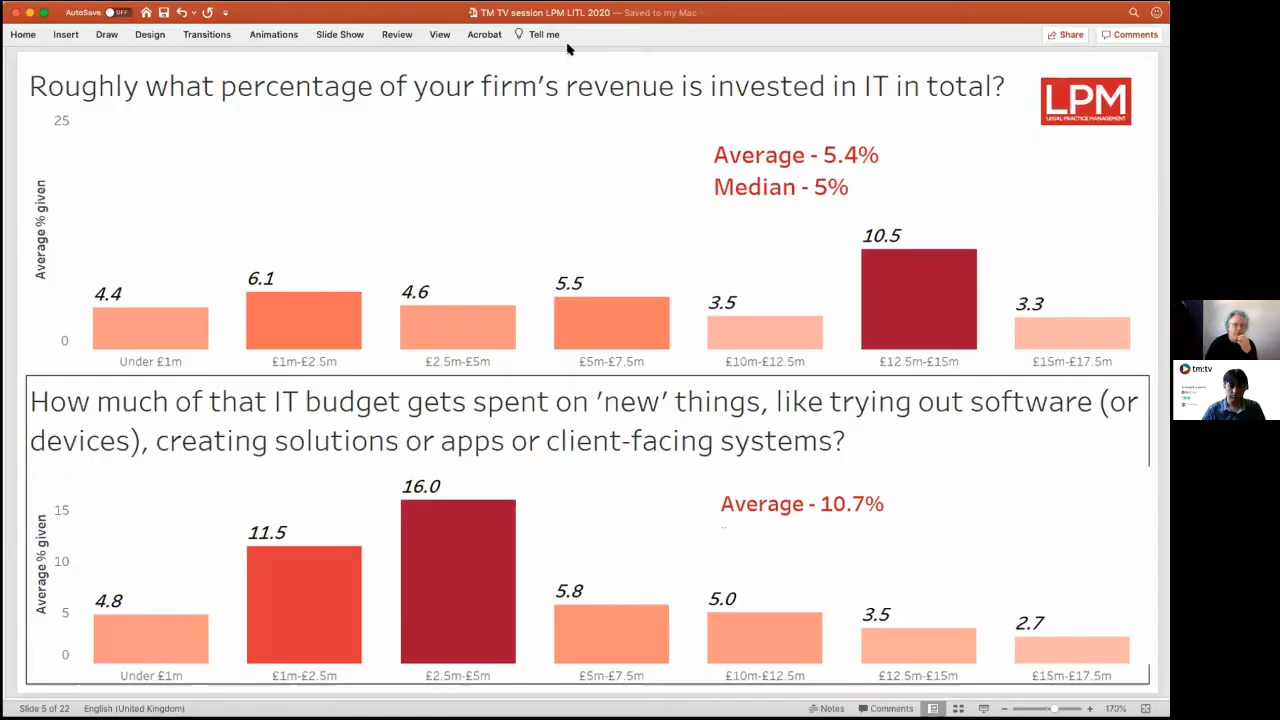 AutoSave OFF
TM TV session LPM LITL 2020 — Saved to my Mac
Home Insert Draw Design Transitions Animations Slide Show Review View Acrobat Tell me Share Comments
Roughly what percentage of your firm's revenue is invested in IT in total?
LPM
LEGAL PRACTICE MANAGEMENT
25
Average - 5.4%
Median - 5%
Average % given
10.5
6.1
5.5
4.4
4.6
3.5
3.3
0
Under £1m £1m-£2.5m £2.5m-£5m £5m-£7.5m £10m-£12.5m £12.5m-£15m £15m-£17.5m
How much of that IT budget gets spent on 'new' things, like trying out software (or
devices), creating solutions or apps or client-facing systems?
16.0
15
Average - 10.7%
Average % given
11.5
10
5.8
4.8
5.0
5
3.5
2.7
0
Under £1m £1m-£2.5m £2.5m-£5m £5m-£7.5m £10m-£12.5m £12.5m-£15m £15m-£17.5m
tm:tv
Slide 5 of 22 English (United Kingdom) Notes Comments 170%